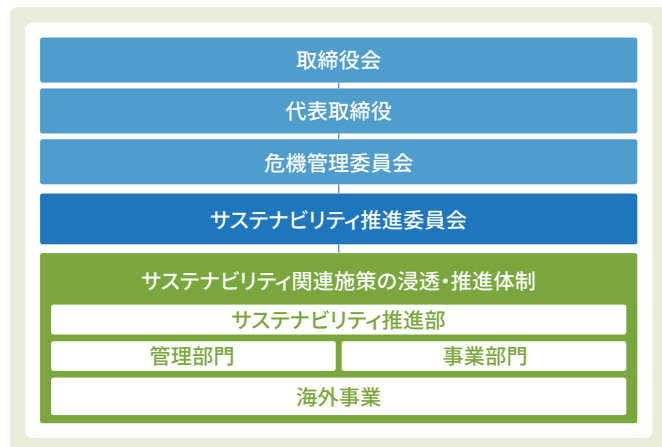 取締役会
代表取締役
危機管理委員会
サステナビリティ推進委員会
サステナビリティ関連施策の浸透・推進体制
サステナビリティ推進部
管理部門
事業部門
海外事業